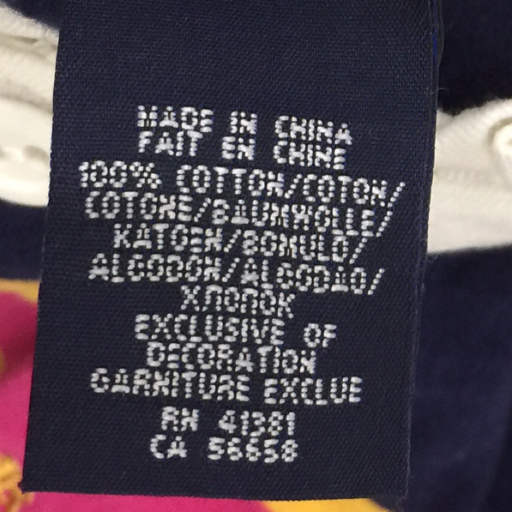 MADE IN CHINA
FAIT EN CHINE
100% COTTON/COTON/
COTONE/BAUMWOLLE/
KATOEN/BOMULD/
ALGODON/ALGODAO/
ХЛОПОК
EXCLUSIVE OF
DECORATION
GARNITURE EXCLUE
RN 41381
CA 56658